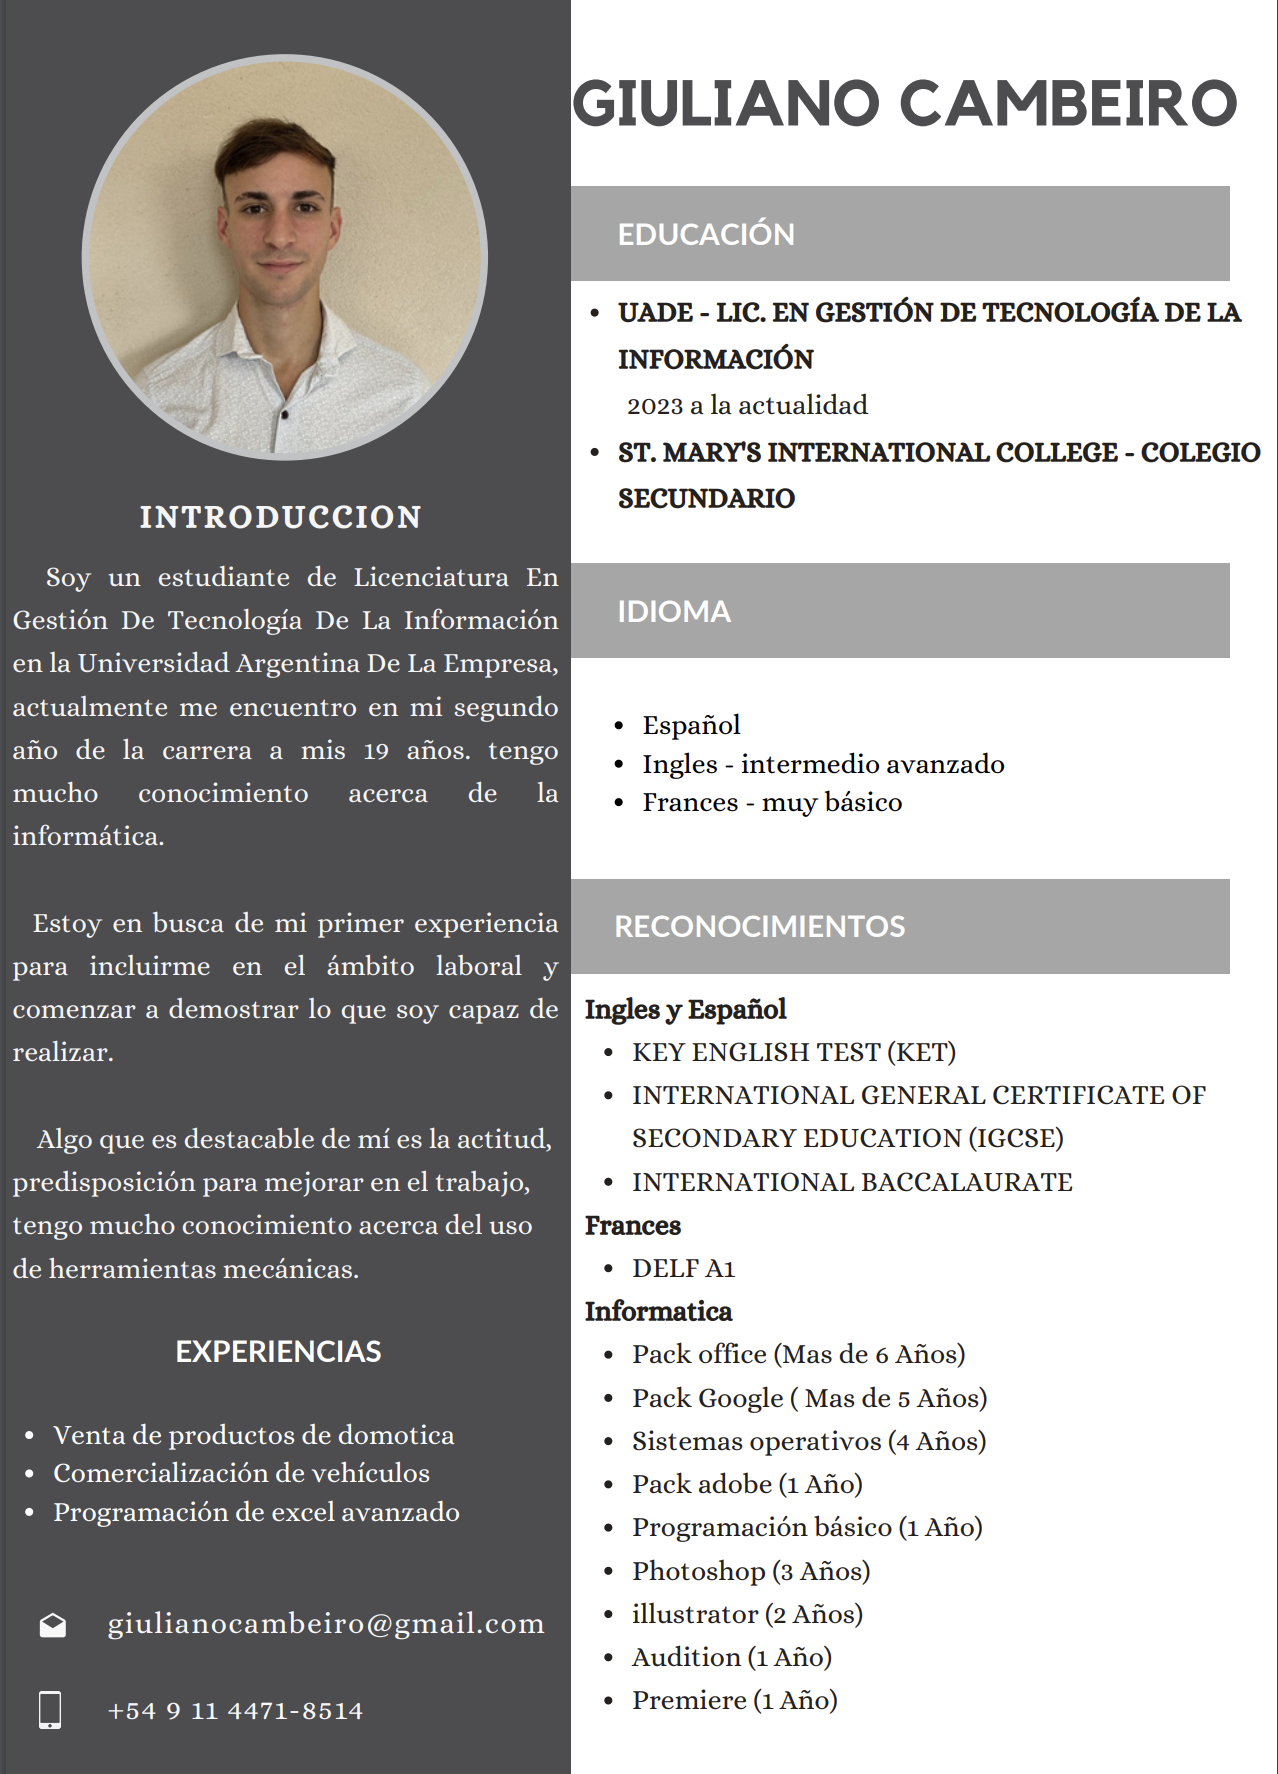 INTRODUCCION
Soy un estudiante de Licenciatura En
Gestión De Tecnología De La Información
en la Universidad Argentina De La Empresa,
actualmente me encuentro en mi segundo
año de la carrera a mis 19 años. tengo
mucho conocimiento acerca de la
informática.
Estoy en busca de mi primer experiencia
para incluirme en el ámbito laboral y
comenzar a demostrar lo que soy capaz de
realizar.
Algo que es destacable de mí es la actitud,
predisposición para mejorar en el trabajo,
tengo mucho conocimiento acerca del uso
de herramientas mecánicas.
EXPERIENCIAS
• Venta de productos de domotica
• Comercialización de vehículos
• Programación de excel avanzado
giulianocambeiro@gmail.com
+54 9 11 4471-8514
GIULIANO CAMBEIRO
EDUCACIÓN
• UADE - LIC. EN GESTIÓN DE TECNOLOGÍA DE LA
INFORMACIÓN
2023 a la actualidad
• ST. MARY'S INTERNATIONAL COLLEGE - COLEGIO
SECUNDARIO
IDIOMA
• Español
• Ingles - intermedio avanzado
• Frances - muy básico
RECONOCIMIENTOS
Ingles y Español
• KEY ENGLISH TEST (KET)
• INTERNATIONAL GENERAL CERTIFICATE OF
SECONDARY EDUCATION (IGCSE)
• INTERNATIONAL BACCALAURATE
Frances
• DELF A1
Informatica
• Pack office (Mas de 6 Años)
• Pack Google ( Mas de 5 Años)
• Sistemas operativos (4 Años)
• Pack adobe (1 Año)
• Programación básico (1 Año)
• Photoshop (3 Años)
• illustrator (2 Años)
• Audition (1 Año)
• Premiere (1 Año)